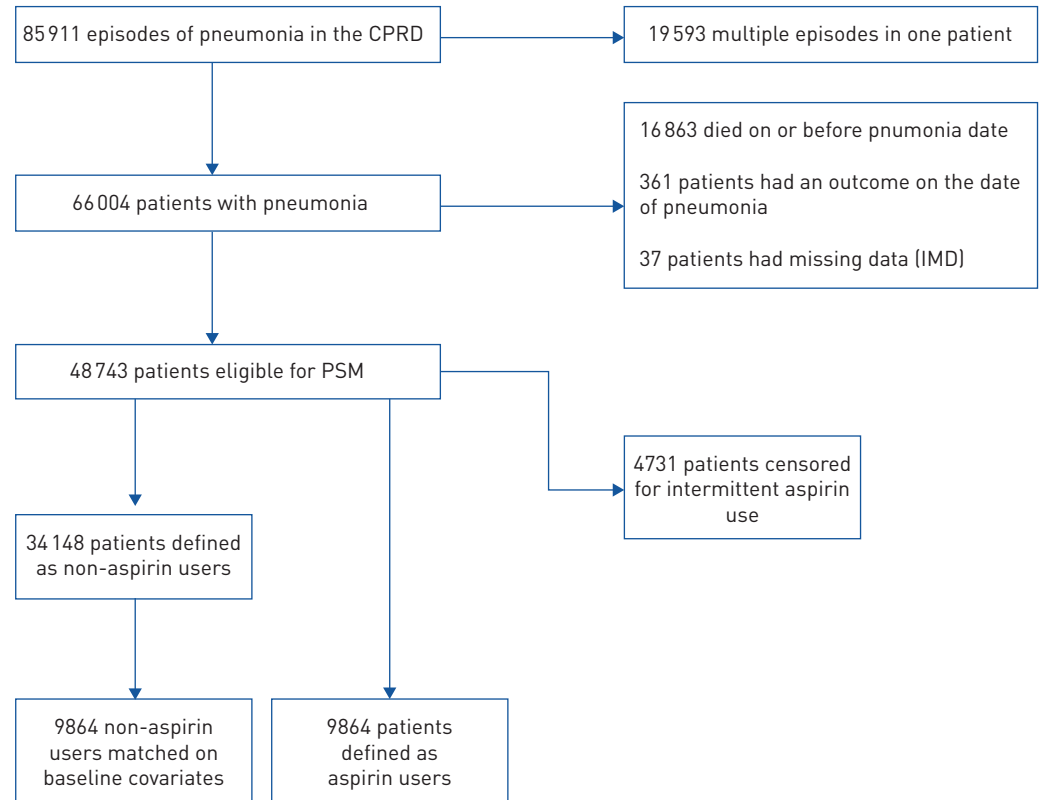 85 911 episodes of pneumonia in the CPRD
19 593 multiple episodes in one patient
16 863 died on or before pnumonia date
361 patients had an outcome on the date
of pneumonia
37 patients had missing data (IMD)
66 004 patients with pneumonia
48 743 patients eligible for PSM
4731 patients censored
for intermittent aspirin
use
34 148 patients defined
as non-aspirin users
9864 non-aspirin
users matched on
baseline covariates
9864 patients
defined as
aspirin users